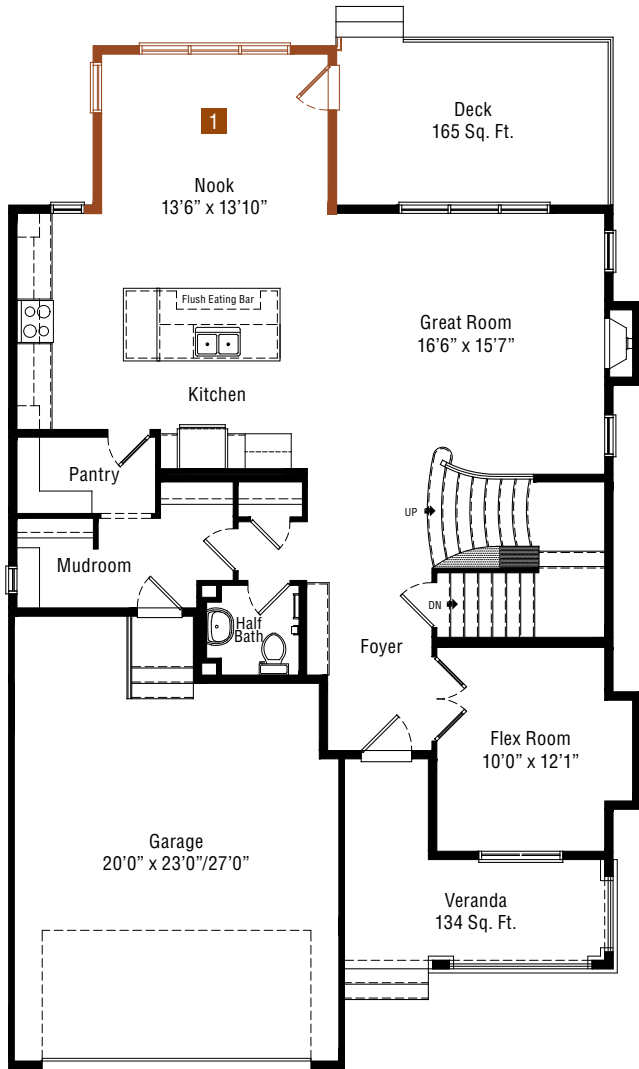 1
Deck
165 Sq. Ft.
Nook
13’6” x 13’10”
Flush Eating Bar
Great Room
16’6” x 15’7”
Kitchen
Pantry
UP
Mudroom
DN
Half
Bath
Foyer
Flex Room
10’0” x 12’1”
Garage
20’0” x 23’0”/27’0”
Veranda
134 Sq. Ft.